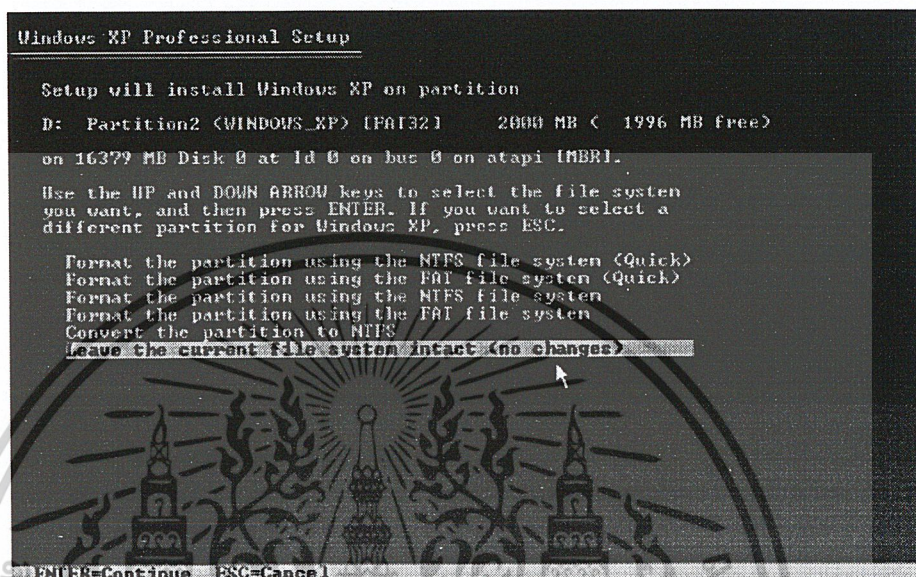 Windows XP Professional Setup
Setup will install Windows XP on partition
D: Partition2 (WINDOWS_XP) [FAT32] 2000 MB ( 1996 MB free)
on 16379 MB Disk 0 at Id 0 on bus 0 on atapi [MBR].
Use the UP and DOWN ARROW keys to select the file system
you want, and then press ENTER. If you want to select a
different partition for Windows XP, press ESC.
Format the partition using the NTFS file system (Quick)
Format the partition using the FAT file system (Quick)
Format the partition using the NTFS file system
Format the partition using the FAT file system
Convert the partition to NTFS
Leave the current file system intact (no changes)
ENTER=Continue ESC=Cancel